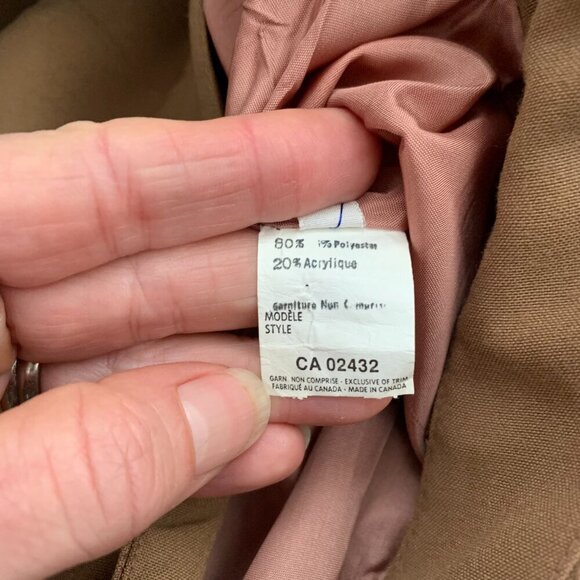 80% Polyester
20% Acrylique
Garniture Non
MODÈLE
STYLE
CA 02432
GARN. NON COMPRISE - EXCLUSIVE OF TRIM
FABRIQUÉ AU CANADA - MADE IN CANADA